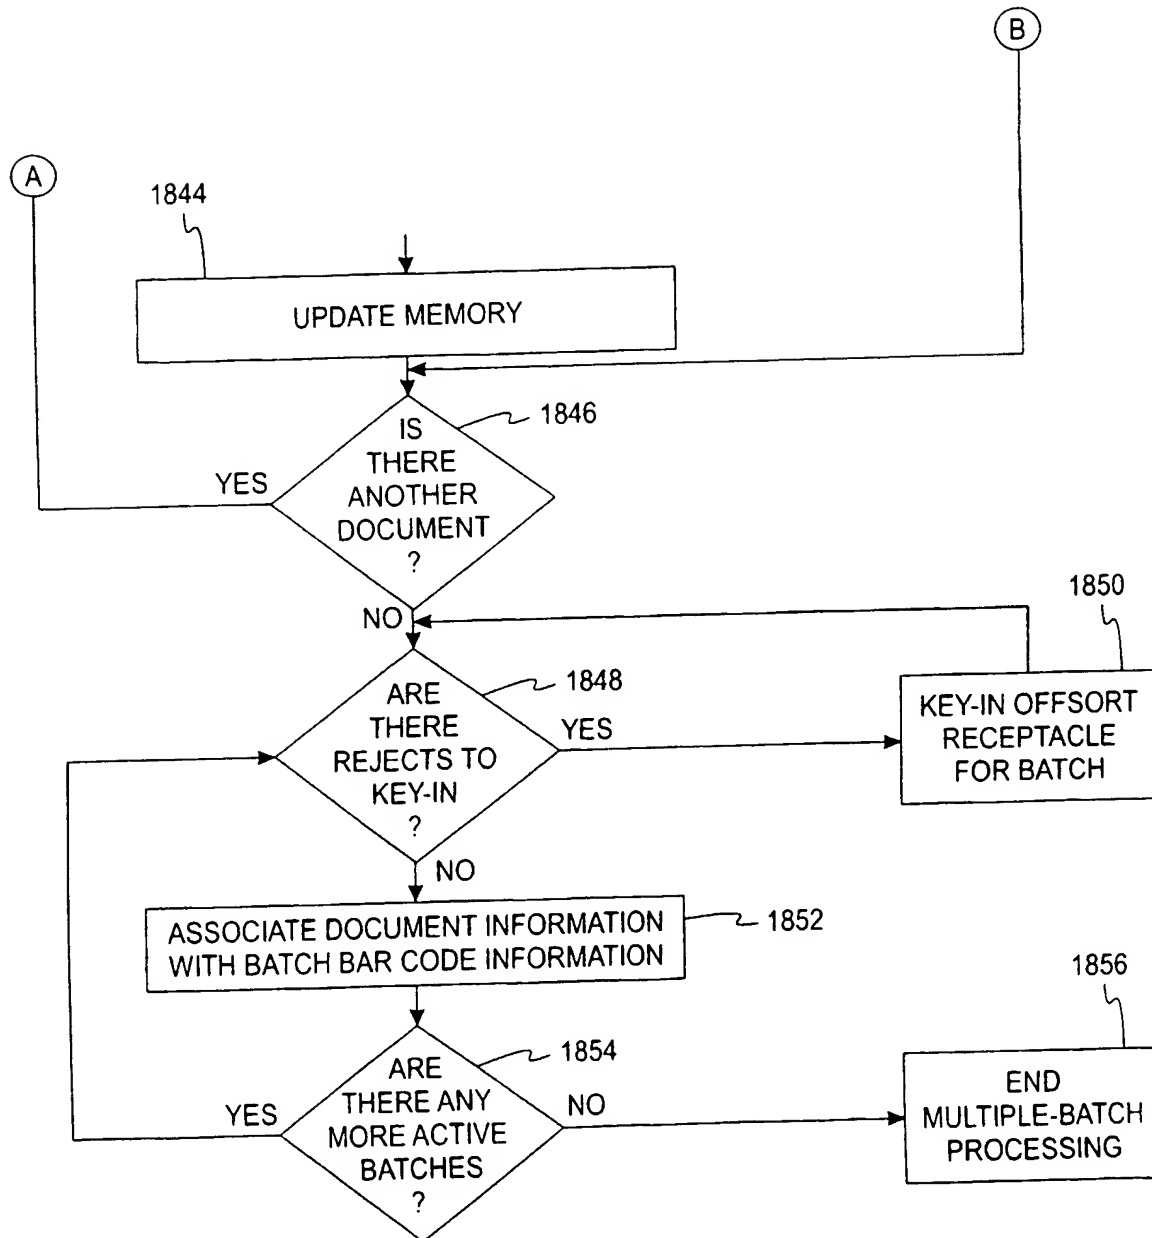 B
A
1844
UPDATE MEMORY
1846
IS
THERE
ANOTHER
DOCUMENT
?
YES
NO
1850
KEY-IN OFFSORT
RECEPTACLE
FOR BATCH
1848
ARE
THERE
REJECTS TO
KEY-IN
?
YES
NO
ASSOCIATE DOCUMENT INFORMATION
WITH BATCH BAR CODE INFORMATION
1852
1856
1854
ARE
THERE ANY
MORE ACTIVE
BATCHES
?
YES
NO
END
MULTIPLE-BATCH
PROCESSING